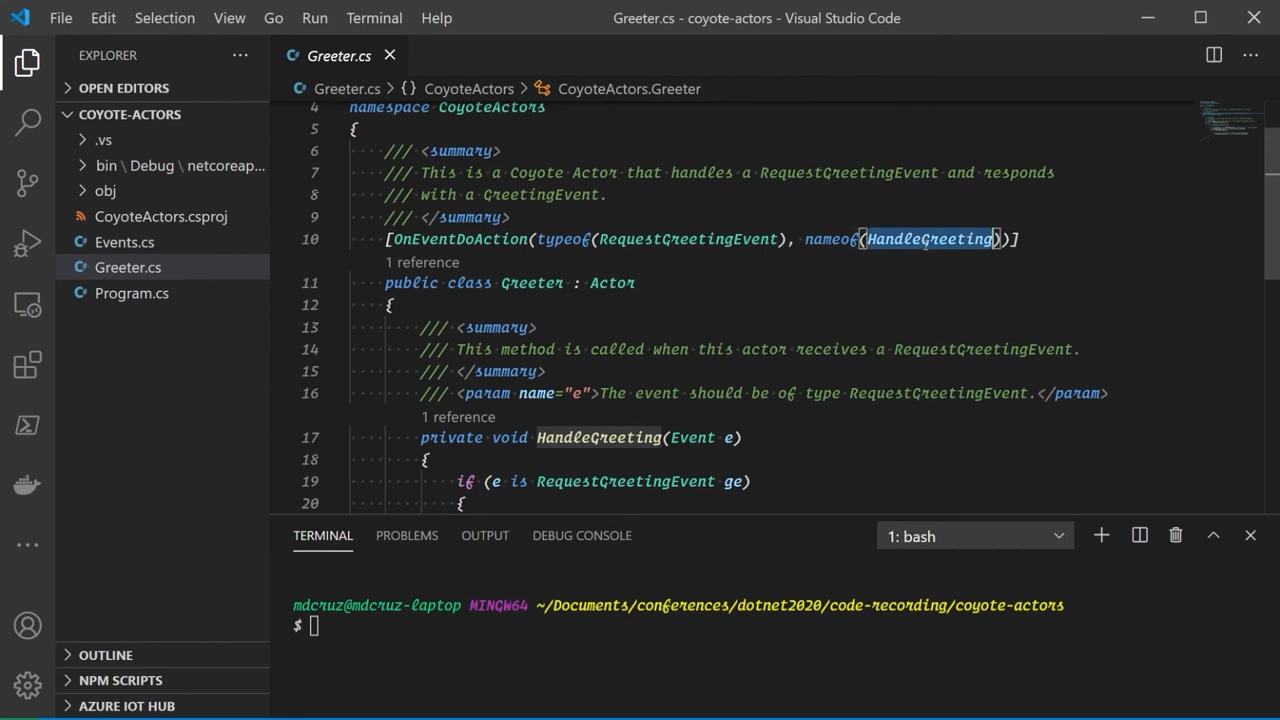 File Edit Selection View Go Run Terminal Help Greeter.cs - coyote-actors - Visual Studio Code
EXPLORER
OPEN EDITORS
COYOTE-ACTORS
.vs
bin \ Debug \ netcoreap...
obj
CoyoteActors.csproj
Events.cs
Greeter.cs
Program.cs
OUTLINE
NPM SCRIPTS
AZURE IOT HUB
Greeter.cs
Greeter.cs > {} CoyoteActors > CoyoteActors.Greeter
4 namespace CoyoteActors
5 {
6 /// <summary>
7 /// This is a Coyote Actor that handles a RequestGreetingEvent and responds
8 /// with a GreetingEvent.
9 /// </summary>
10 [OnEventDoAction(typeof(RequestGreetingEvent), nameof(HandleGreeting))]
1 reference
11 public class Greeter : Actor
12 {
13 /// <summary>
14 /// This method is called when this actor receives a RequestGreetingEvent.
15 /// </summary>
16 /// <param name="e">The event should be of type RequestGreetingEvent.</param>
1 reference
17 private void HandleGreeting(Event e)
18 {
19 if (e is RequestGreetingEvent ge)
20 {
TERMINAL PROBLEMS OUTPUT DEBUG CONSOLE 1: bash
mdcruz@mdcruz-laptop MINGW64 ~/Documents/conferences/dotnet2020/code-recording/coyote-actors
$